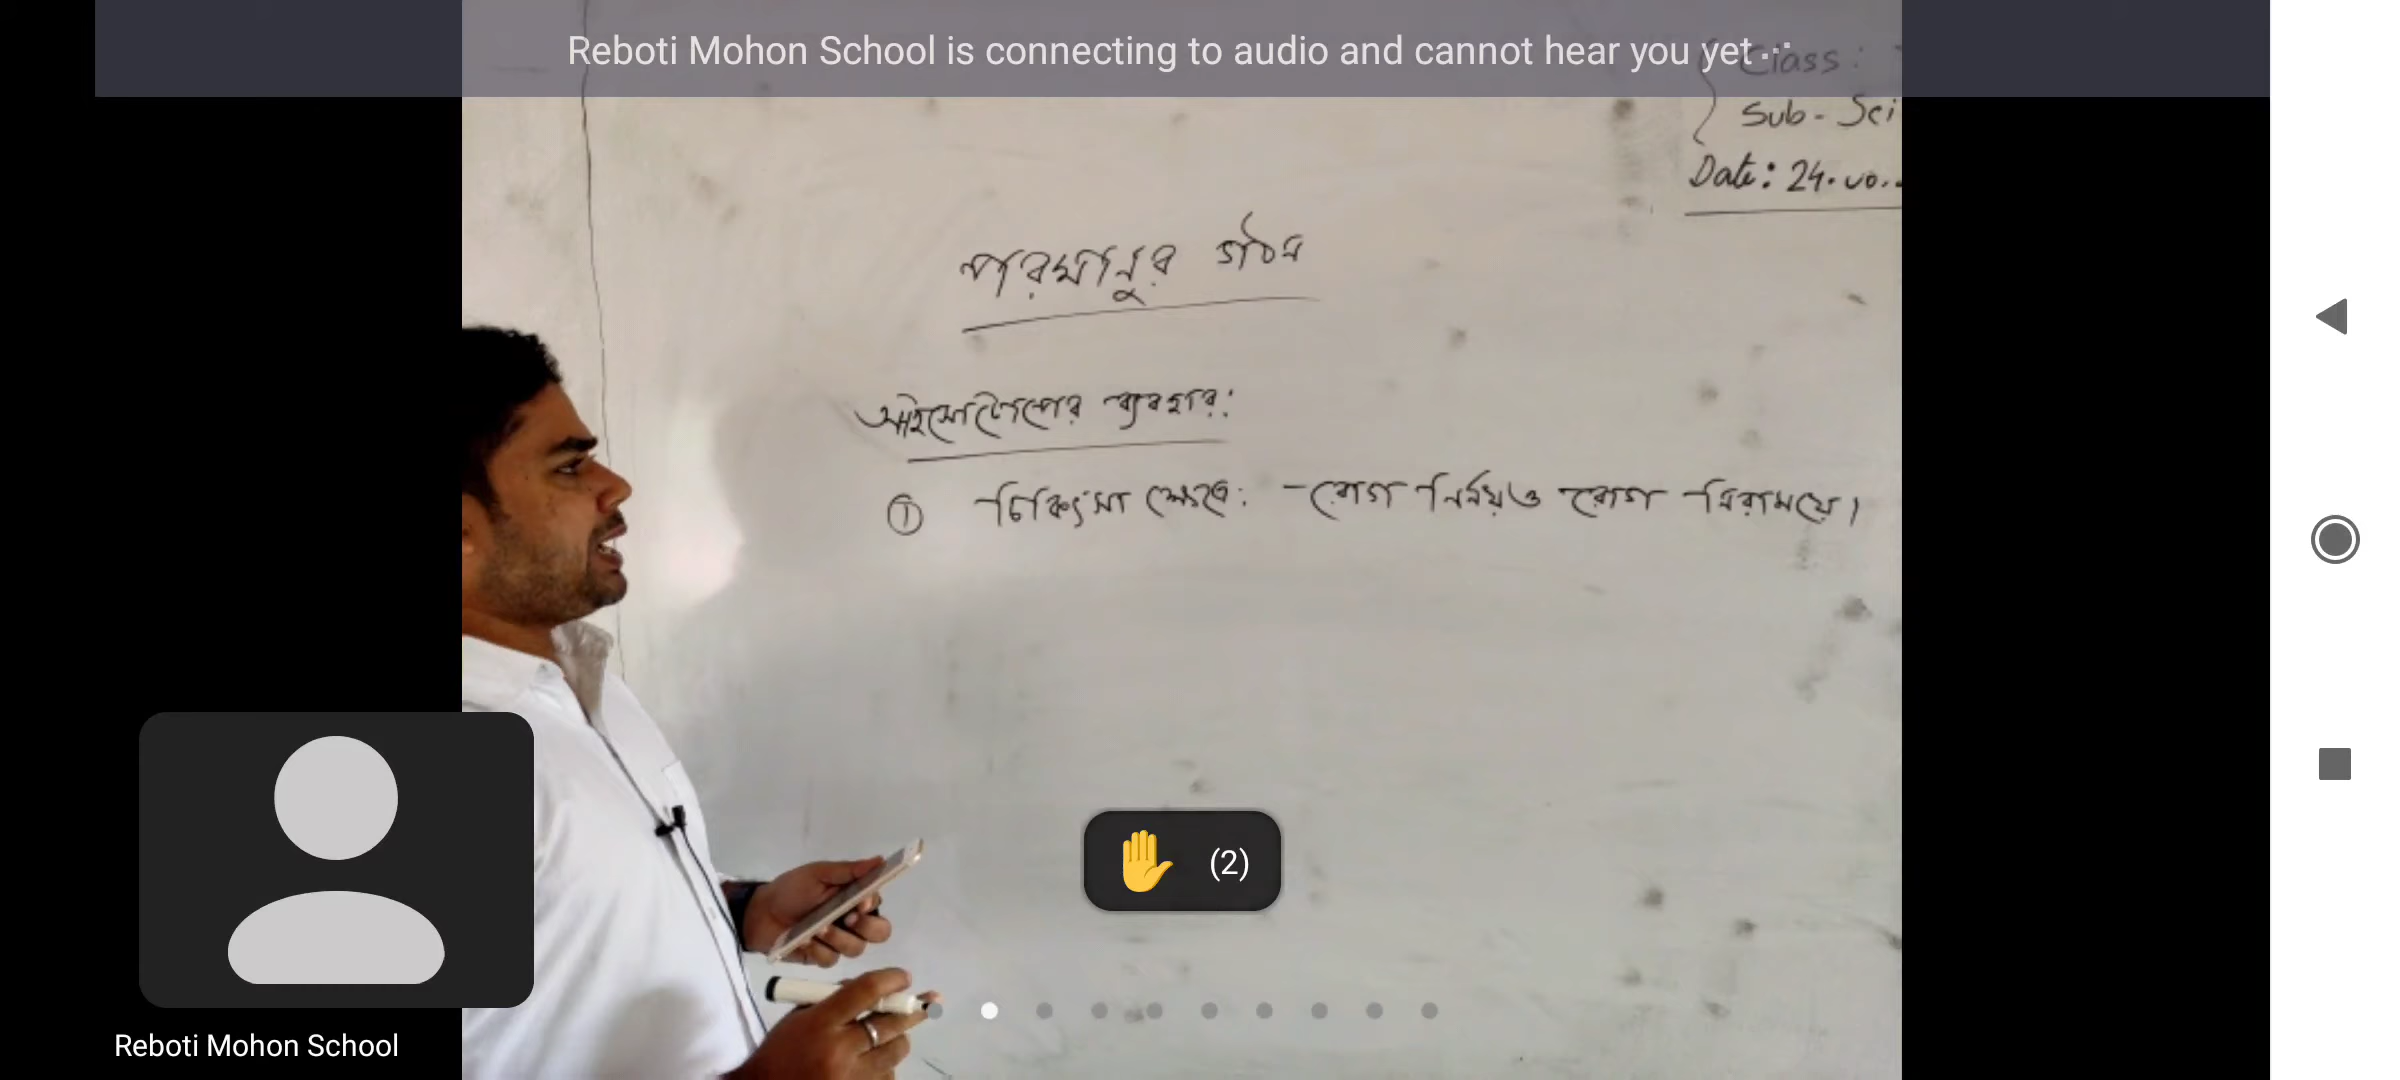 Reboti Mohon School is connecting to audio and cannot hear you yet
Class:
Sub - Sci
Date: 24.
পরমানুর গঠন
আইসোটোপের ব্যবহার:
① চিকিৎসা ক্ষেত্রে: - রোগ নির্নয় ও রোগ নিরাময়ে।
(2)
Reboti Mohon School